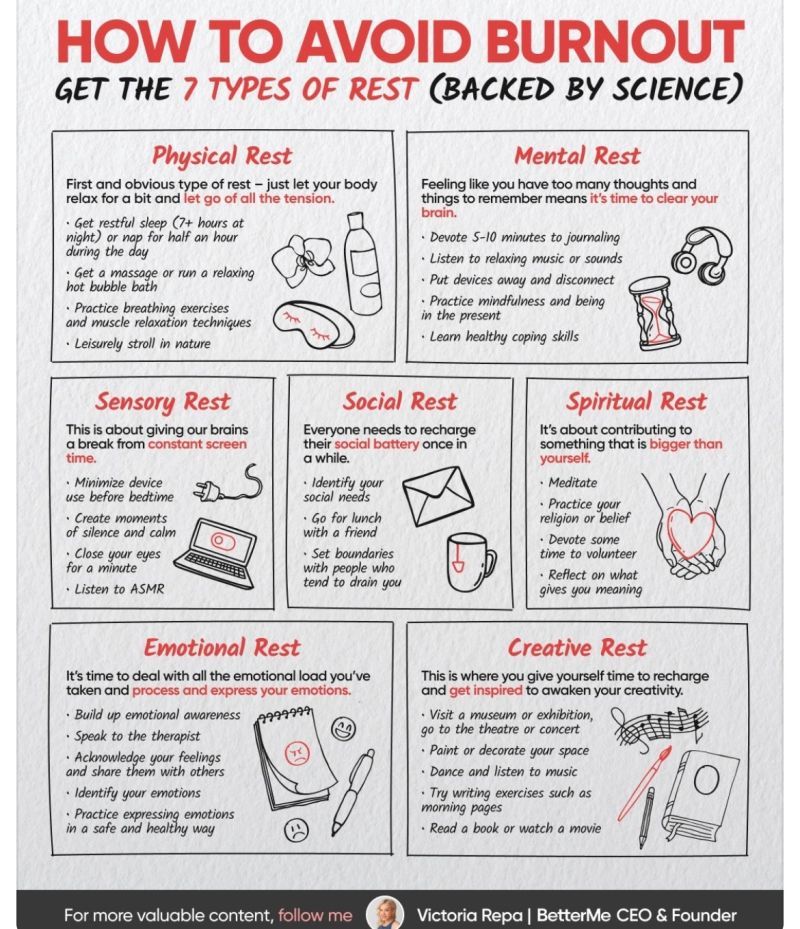 HOW TO AVOID BURNOUT
GET THE 7 TYPES OF REST (BACKED BY SCIENCE)
Physical Rest
First and obvious type of rest – just let your body
relax for a bit and let go of all the tension.
· Get restful sleep (7+ hours at
night) or nap for half an hour
during the day
· Get a massage or run a relaxing
hot bubble bath
· Practice breathing exercises
and muscle relaxation techniques
· Leisurely stroll in nature
Mental Rest
Feeling like you have too many thoughts and
things to remember means it's time to clear your
brain.
· Devote 5-10 minutes to journaling
· Listen to relaxing music or sounds
· Put devices away and disconnect
· Practice mindfulness and being
in the present
· Learn healthy coping skills
Sensory Rest
This is about giving our brains
a break from constant screen
time.
· Minimize device
use before bedtime
· Create moments
of silence and calm
· Close your eyes
for a minute
· Listen to ASMR
Social Rest
Everyone needs to recharge
their social battery once in
a while.
· Identify your
social needs
· Go for lunch
with a friend
· Set boundaries
with people who
tend to drain you
Spiritual Rest
It's about contributing to
something that is bigger than
yourself.
· Meditate
· Practice your
religion or belief
· Devote some
time to volunteer
· Reflect on what
gives you meaning
Emotional Rest
It's time to deal with all the emotional load you've
taken and process and express your emotions.
· Build up emotional awareness
· Speak to the therapist
· Acknowledge your feelings
and share them with others
· Identify your emotions
· Practice expressing emotions
in a safe and healthy way
Creative Rest
This is where you give yourself time to recharge
and get inspired to awaken your creativity.
· Visit a museum or exhibition,
go to the theatre or concert
· Paint or decorate your space
· Dance and listen to music
· Try writing exercises such as
morning pages
· Read a book or watch a movie
For more valuable content, follow me
Victoria Repa | BetterMe CEO & Founder